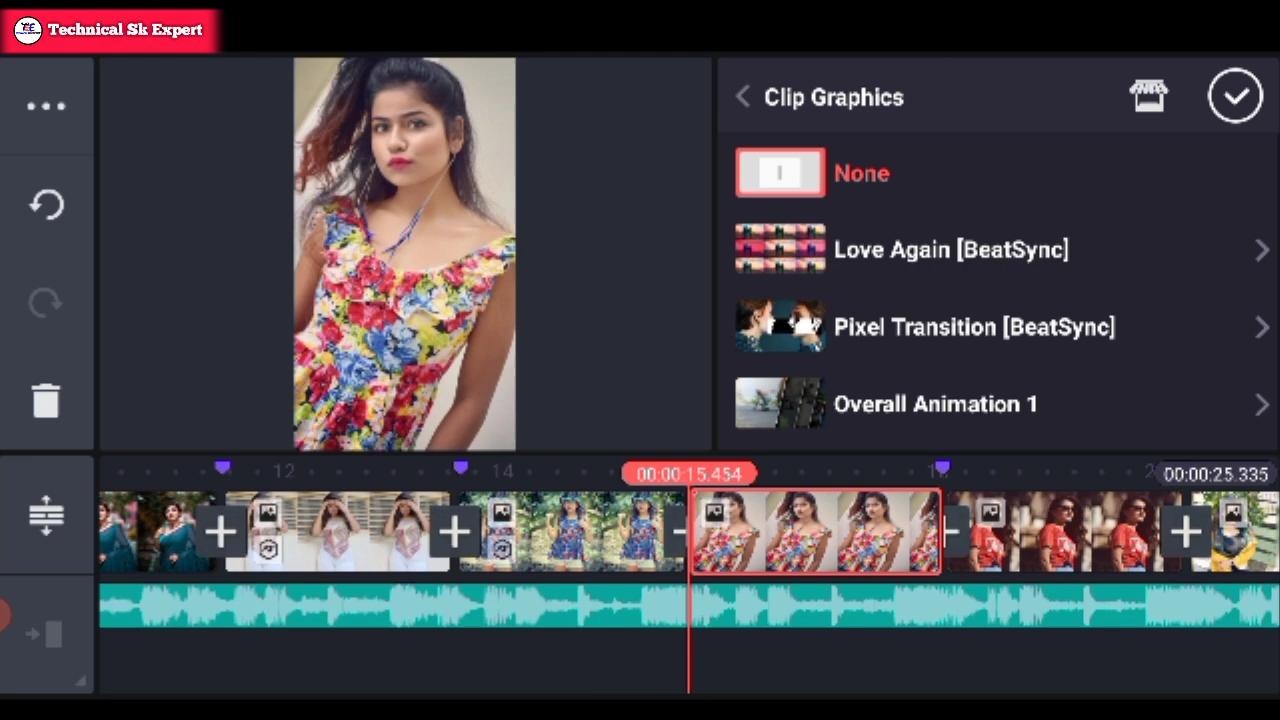 Technical Sk Expert
Clip Graphics
None
Love Again [BeatSync]
Pixel Transition [BeatSync]
Overall Animation 1
12
14
00:00:15.454
00:00:25.335